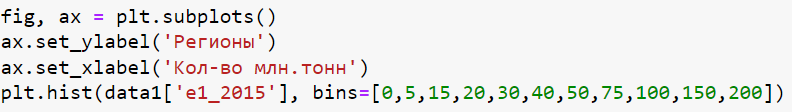 fig, ax = plt.subplots()
ax.set_ylabel('Регионы')
ax.set_xlabel('Кол-во млн.тонн')
plt.hist(data1['e1_2015'], bins=[0,5,15,20,30,40,50,75,100,150,200])